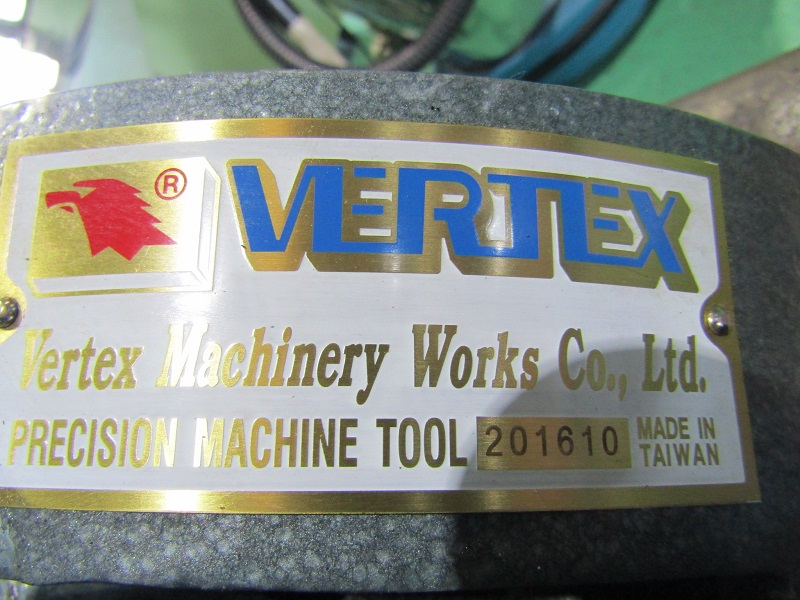 ® VERTEX
Vertex Machinery Works Co., Ltd.
PRECISION MACHINE TOOL 201610 MADE IN
TAIWAN